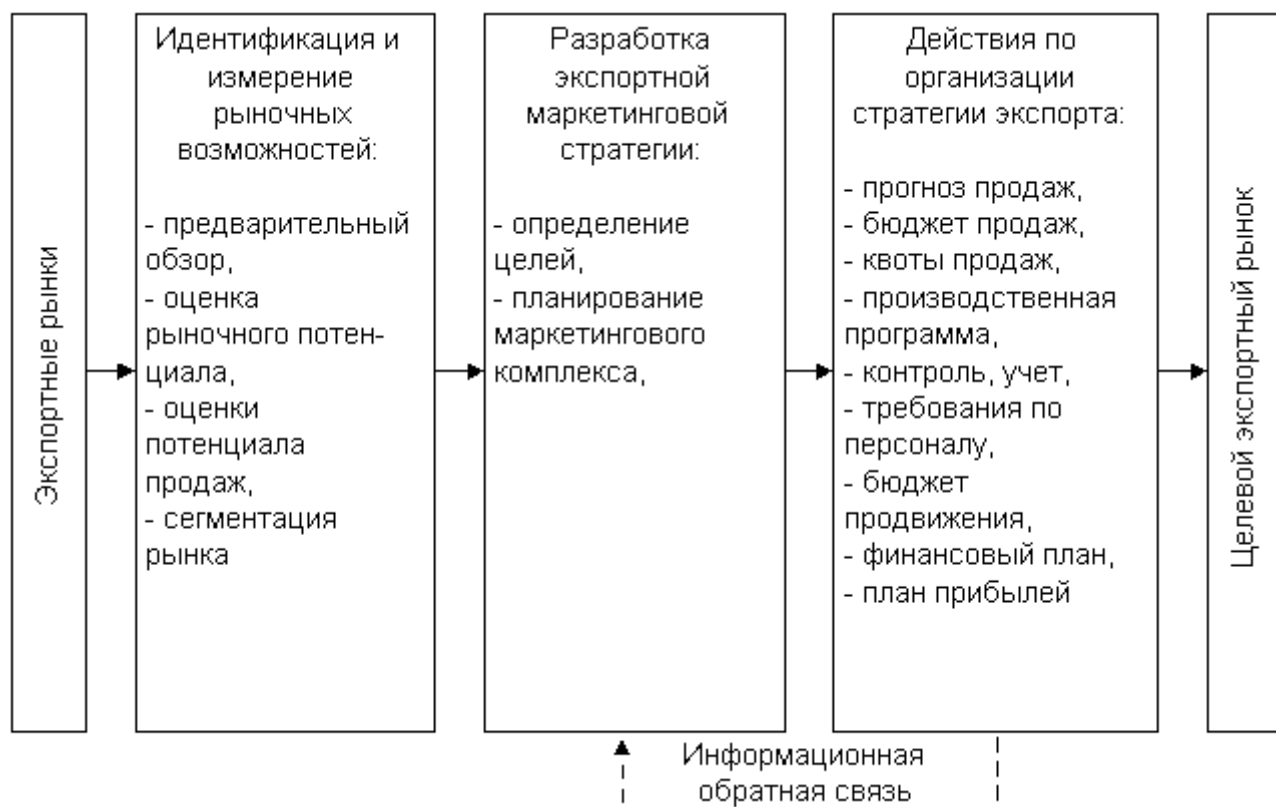 Экспортные рынки
Идентификация и
измерение
рыночных
возможностей:
- предварительный
обзор,
- оценка
рыночного потен-
циала,
- оценки
потенциала
продаж,
- сегментация
рынка
Разработка
экспортной
маркетинговой
стратегии:
- определение
целей,
- планирование
маркетингового
комплекса,
Действия по
организации
стратегии экспорта:
- прогноз продаж,
- бюджет продаж,
- квоты продаж,
- производственная
программа,
- контроль, учет,
- требования по
персоналу,
- бюджет
продвижения,
- финансовый план,
- план прибылей
Целевой экспортный рынок
Информационная
обратная связь